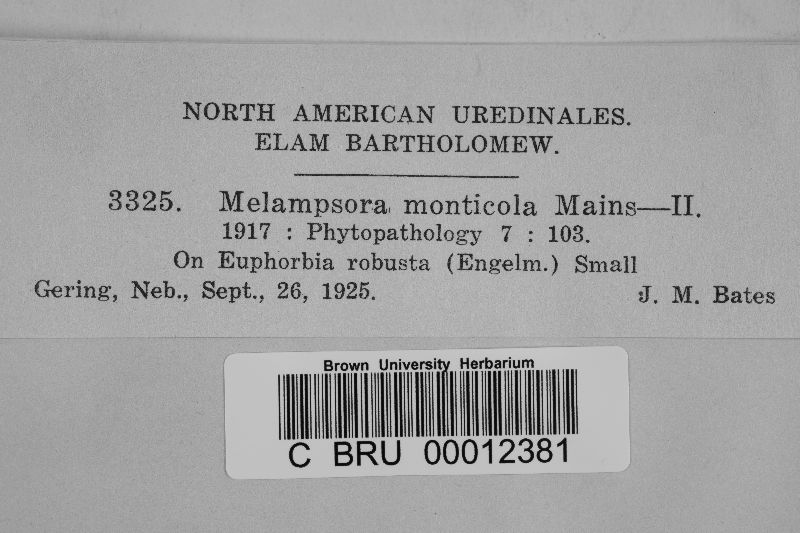 NORTH AMERICAN UREDINALES.
ELAM BARTHOLOMEW.
3325. Melampsora monticola Mains—II.
1917 : Phytopathology 7 : 103.
On Euphorbia robusta (Engelm.) Small
Gering, Neb., Sept., 26, 1925. J. M. Bates
Brown University Herbarium
C BRU 00012381